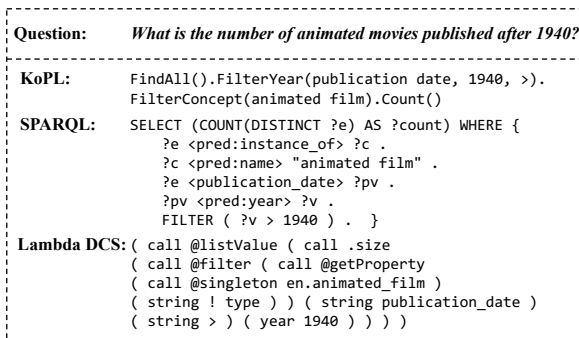 Question: What is the number of animated movies published after 1940?
KoPL: FindAll().FilterYear(publication date, 1940, >).
FilterConcept(animated film).Count()
SPARQL: SELECT (COUNT(DISTINCT ?e) AS ?count) WHERE {
?e <pred:instance_of> ?c .
?c <pred:name> "animated film" .
?e <publication_date> ?pv .
?pv <pred:year> ?v .
FILTER ( ?v > 1940 ) . }
Lambda DCS: ( call @listValue ( call .size
( call @filter ( call @getProperty
( call @singleton en.animated_film )
( string ! type ) ) ( string publication_date )
( string > ) ( year 1940 ) ) ) )